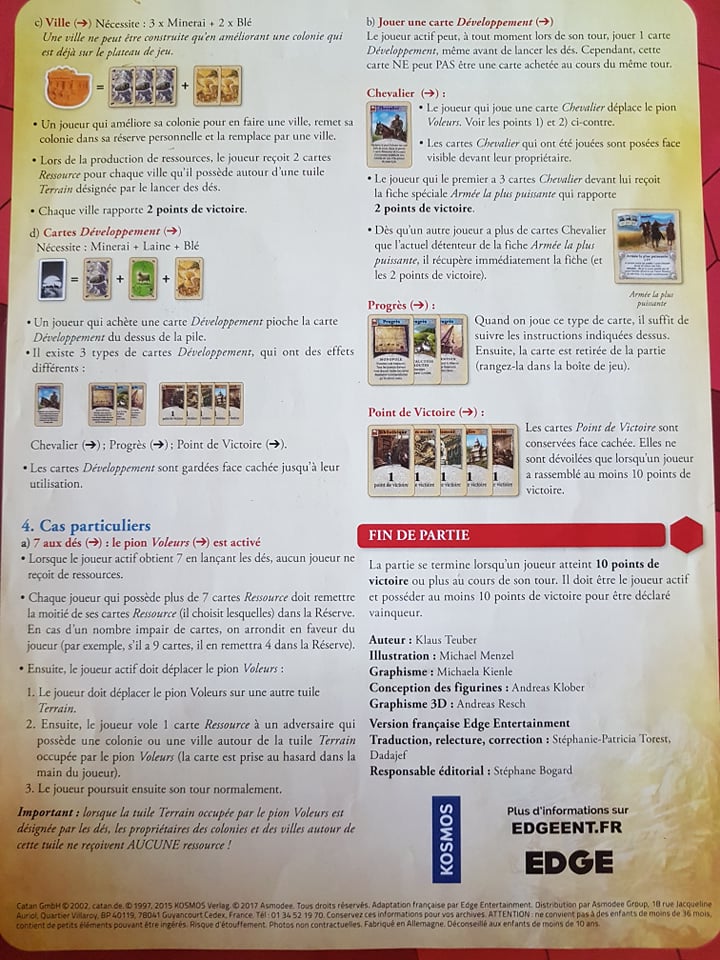 c) Ville (➔) Nécessite : 3 x Minerai + 2 x Blé
Une ville ne peut être construite qu'en améliorant une colonie qui
est déjà sur le plateau de jeu.
= +
• Un joueur qui améliore sa colonie pour en faire une ville, remet sa
colonie dans sa réserve personnelle et la remplace par une ville.
• Lors de la production de ressources, le joueur reçoit 2 cartes
Ressource pour chaque ville qu'il possède autour d'une tuile
Terrain désignée par le lancer des dés.
• Chaque ville rapporte 2 points de victoire.
d) Cartes Développement (➔)
Nécessite : Minerai + Laine + Blé
= + +
• Un joueur qui achète une carte Développement pioche la carte
Développement du dessus de la pile.
• Il existe 3 types de cartes Développement, qui ont des effets
différents :
Chevalier (➔) ; Progrès (➔) ; Point de Victoire (➔).
• Les cartes Développement sont gardées face cachée jusqu'à leur
utilisation.
4. Cas particuliers
a) 7 aux dés (➔) : le pion Voleurs (➔) est activé
• Lorsque le joueur actif obtient 7 en lançant les dés, aucun joueur ne
reçoit de ressources.
• Chaque joueur qui possède plus de 7 cartes Ressource doit remettre
la moitié de ses cartes Ressource (il choisit lesquelles) dans la Réserve.
En cas d'un nombre impair de cartes, on arrondit en faveur du
joueur (par exemple, s'il a 9 cartes, il en remettra 4 dans la Réserve).
• Ensuite, le joueur actif doit déplacer le pion Voleurs :
1. Le joueur doit déplacer le pion Voleurs sur une autre tuile
Terrain.
2. Ensuite, le joueur vole 1 carte Ressource à un adversaire qui
possède une colonie ou une ville autour de la tuile Terrain
occupée par le pion Voleurs (la carte est prise au hasard dans la
main du joueur).
3. Le joueur poursuit ensuite son tour normalement.
Important : lorsque la tuile Terrain occupée par le pion Voleurs est
désignée par les dés, les propriétaires des colonies et des villes autour de
cette tuile ne reçoivent AUCUNE ressource !
b) Jouer une carte Développement (➔)
Le joueur actif peut, à tout moment lors de son tour, jouer 1 carte
Développement, même avant de lancer les dés. Cependant, cette
carte NE peut PAS être une carte achetée au cours du même tour.
Chevalier (➔) :
Chevalier
• Le joueur qui joue une carte Chevalier déplace le pion
Voleurs. Voir les points 1) et 2) ci-contre.
• Les cartes Chevalier qui ont été jouées sont posées face
visible devant leur propriétaire.
• Le joueur qui le premier a 3 cartes Chevalier devant lui reçoit
la fiche spéciale Armée la plus puissante qui rapporte
2 points de victoire.
• Dès qu'un autre joueur a plus de cartes Chevalier
que l'actuel détenteur de la fiche Armée la plus
puissante, il récupère immédiatement la fiche (et
les 2 points de victoire).
Armée la plus
puissante
Progrès (➔) :
Progrès
MONOPOLE
Quand on joue ce type de carte, il suffit de
suivre les instructions indiquées dessus.
Ensuite, la carte est retirée de la partie
(rangez-la dans la boîte de jeu).
Point de Victoire (➔) :
Bibliothèque
1
point de victoire
Les cartes Point de Victoire sont
conservées face cachée. Elles ne
sont dévoilées que lorsqu'un joueur
a rassemblé au moins 10 points de
victoire.
FIN DE PARTIE
La partie se termine lorsqu'un joueur atteint 10 points de
victoire ou plus au cours de son tour. Il doit être le joueur actif
et posséder au moins 10 points de victoire pour être déclaré
vainqueur.
Auteur : Klaus Teuber
Illustration : Michael Menzel
Graphisme : Michaela Kienle
Conception des figurines : Andreas Klober
Graphisme 3D : Andreas Resch
Version française Edge Entertainment
Traduction, relecture, correction : Stéphanie-Patricia Torest,
Dadajef
Responsable éditorial : Stéphane Bogard
KOSMOS
Plus d'informations sur
EDGEENT.FR
EDGE
Catan GmbH © 2002, catan.de. © 1997, 2015 KOSMOS Verlag. © 2017 Asmodee. Tous droits réservés. Adaptation française par Edge Entertainment. Distribution par Asmodee Group, 18 rue Jacqueline
Auriol, Quartier Villaroy, BP 40119, 78041 Guyancourt Cedex, France. Tél : 01 34 52 19 70. Conservez ces informations pour vos archives. ATTENTION : ne convient pas à des enfants de moins de 36 mois,
contient de petits éléments pouvant être ingérés. Risque d'étouffement. Photos non contractuelles. Fabriqué en Allemagne. Déconseillé aux enfants de moins de 10 ans.